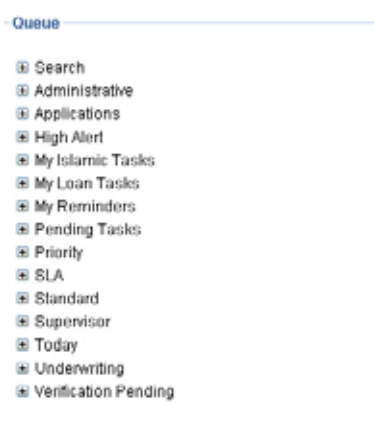 Queue
Search
Administrative
Applications
High Alert
My Islamic Tasks
My Loan Tasks
My Reminders
Pending Tasks
Priority
SLA
Standard
Supervisor
Today
Underwriting
Verification Pending